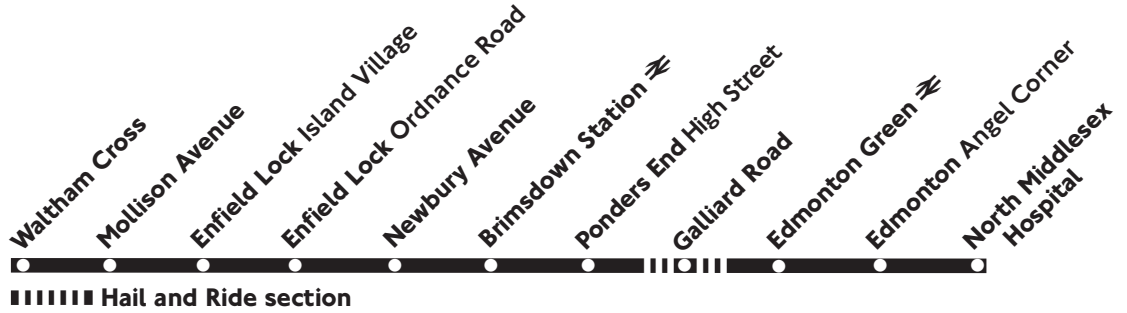 Waltham Cross
Mollison Avenue
Enfield Lock Island Village
Enfield Lock Ordnance Road
Newbury Avenue
Brimsdown Station
Ponders End High Street
Galliard Road
Edmonton Green
Edmonton Angel Corner
North Middlesex
Hospital
Hail and Ride section